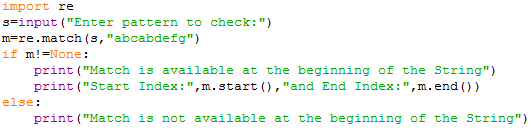 import re
s=input("Enter pattern to check:")
m=re.match(s,"abcabdefg")
if m!=None:
    print("Match is available at the beginning of the String")
    print("Start Index:",m.start(),"and End Index:",m.end())
else:
    print("Match is not available at the beginning of the String")